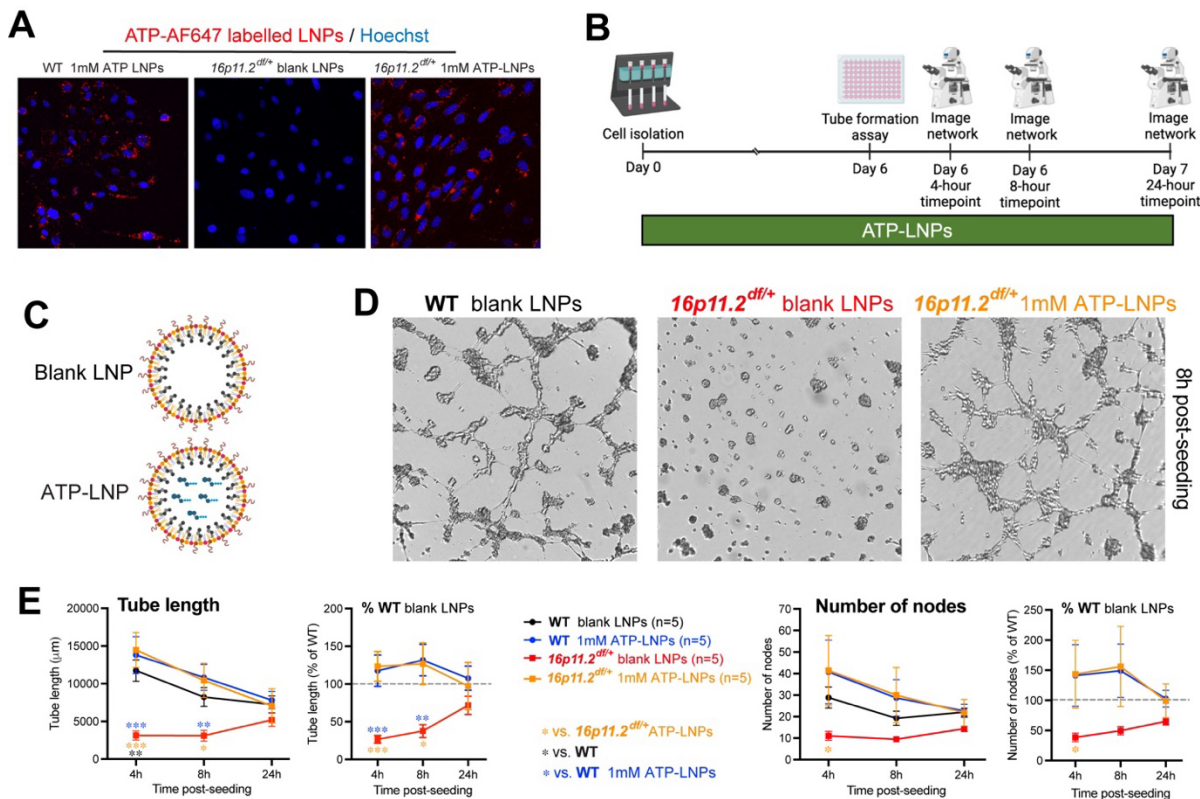 A
ATP-AF647 labelled LNPs / Hoechst
WT 1mM ATP LNPs
16p11.2df/+ blank LNPs
16p11.2df/+ 1mM ATP-LNPs
B
Cell isolation
Tube formation
assay
Image
network
Image
network
Image
network
Day 0
Day 6
Day 6
4-hour
timepoint
Day 6
8-hour
timepoint
Day 7
24-hour
timepoint
ATP-LNPs
C
Blank LNP
ATP-LNP
D
WT blank LNPs
16p11.2df/+ blank LNPs
16p11.2df/+ 1mM ATP-LNPs
8h post-seeding
E
Tube length
Tube length (µm)
20000
15000
10000
5000
0
***
***
**
**
*
4h
8h
24h
Time post-seeding
% WT blank LNPs
Tube length (% of WT)
200
150
100
50
0
***
***
**
*
4h
8h
24h
Time post-seeding
WT blank LNPs (n=5)
WT 1mM ATP-LNPs (n=5)
16p11.2df/+ blank LNPs (n=5)
16p11.2df/+ 1mM ATP-LNPs (n=5)
* vs. 16p11.2df/+ ATP-LNPs
* vs. WT
* vs. WT 1mM ATP-LNPs
Number of nodes
Number of nodes
70
60
50
40
30
20
10
0
*
4h
8h
24h
Time post-seeding
% WT blank LNPs
Number of nodes (% of WT)
250
200
150
100
50
0
*
4h
8h
24h
Time post-seeding